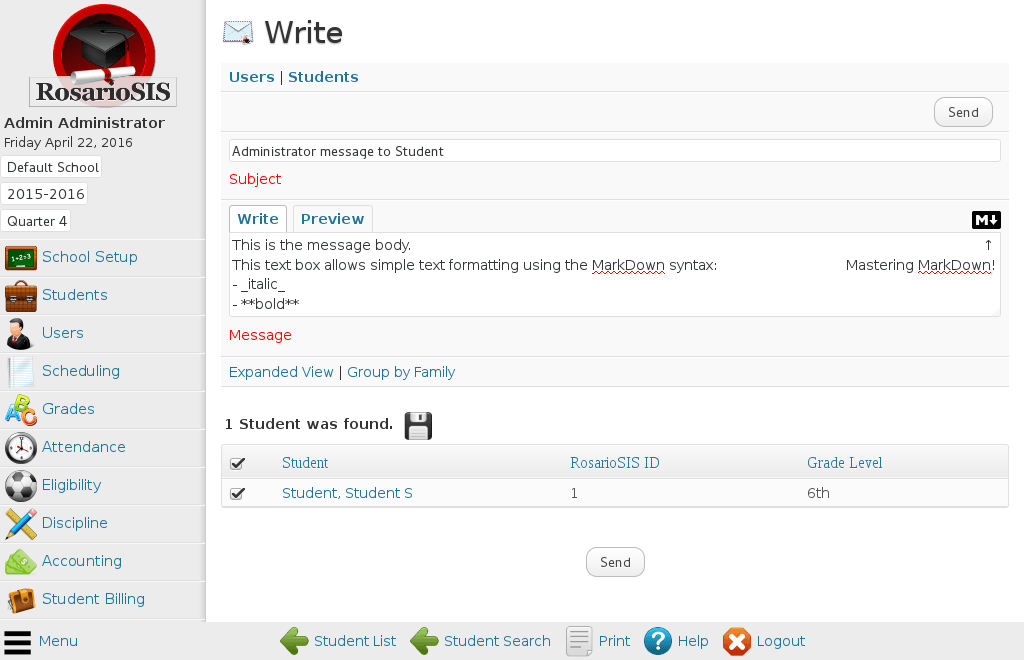 RosarioSIS
Admin Administrator
Friday April 22, 2016
Default School
2015-2016
Quarter 4
1+2=3 School Setup
Students
Users
Scheduling
ABC Grades
Attendance
Eligibility
Discipline
Accounting
Student Billing
Write
Users | Students
Send
Administrator message to Student
Subject
Write Preview M↓
This is the message body. ↑
This text box allows simple text formatting using the MarkDown syntax: Mastering MarkDown!
- _italic_
- **bold**
Message
Expanded View | Group by Family
1 Student was found.
Student RosarioSIS ID Grade Level
Student, Student S 1 6th
Send
Menu Student List Student Search Print ? Help Logout